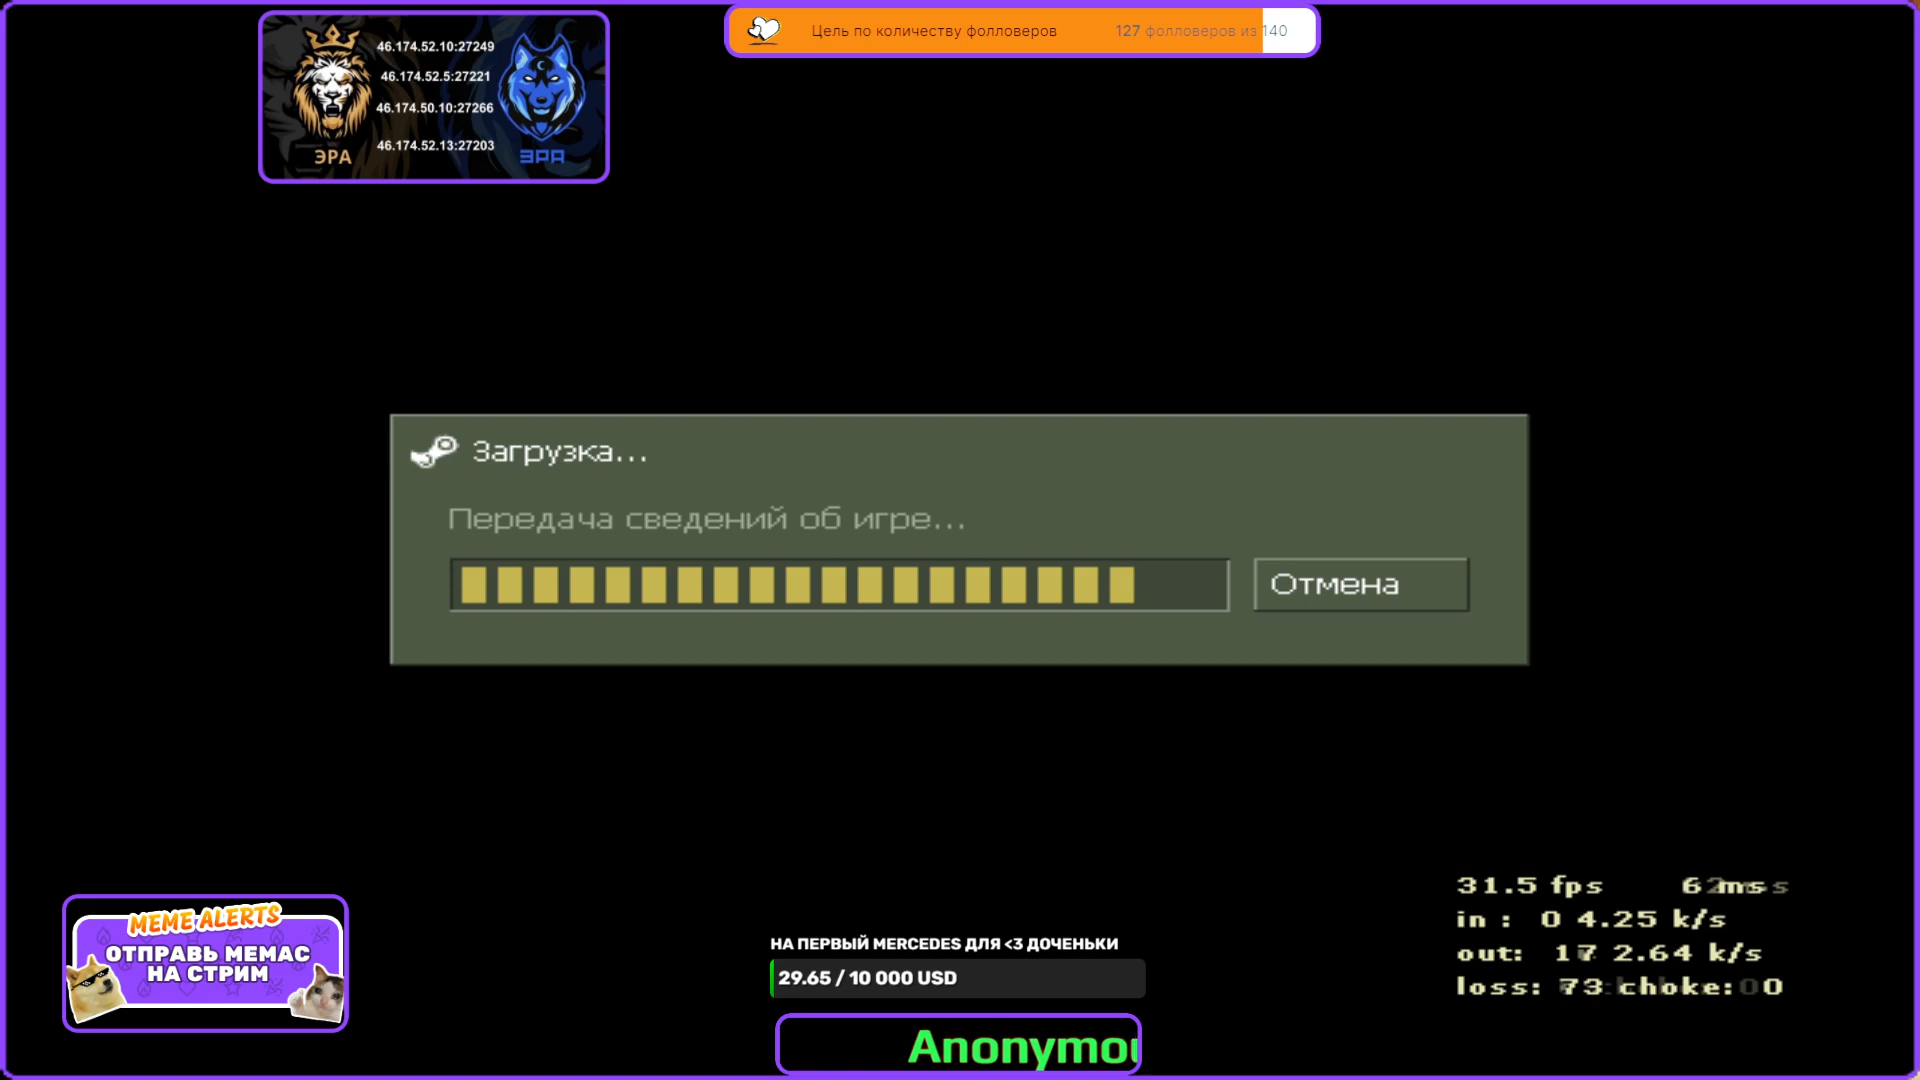 46.174.52.10:27249
46.174.52.5:27221
46.174.50.10:27266
46.174.52.13:27203
ЭРА
ЭРА
Цель по количеству фолловеров 127 фолловеров из 140
Загрузка...
Передача сведений об игре...
Отмена
31.5 fps
in : 0 4.25 k/s
out: 2.64 k/s
loss: 73 choke: 0
MEME ALERTS
ОТПРАВЬ МЕМАС
НА СТРИМ
НА ПЕРВЫЙ MERCEDES ДЛЯ <3 ДОЧЕНЬКИ
29.65 / 10 000 USD
Anonymou